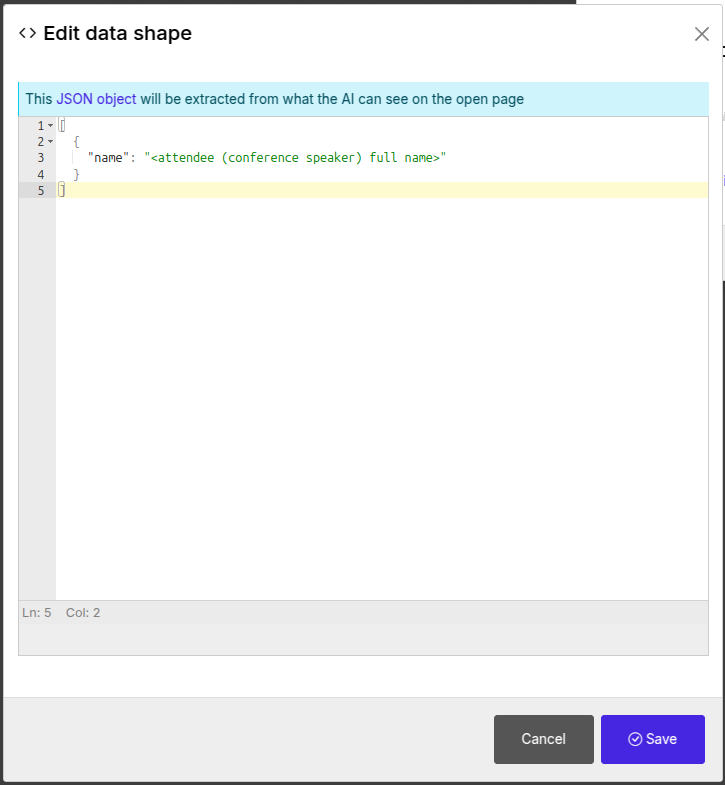 <> Edit data shape
This JSON object will be extracted from what the AI can see on the open page
1 [
2 {
3 "name": "<attendee (conference speaker) full name>"
4 }
5 ]
Ln: 5 Col: 2
Cancel Save